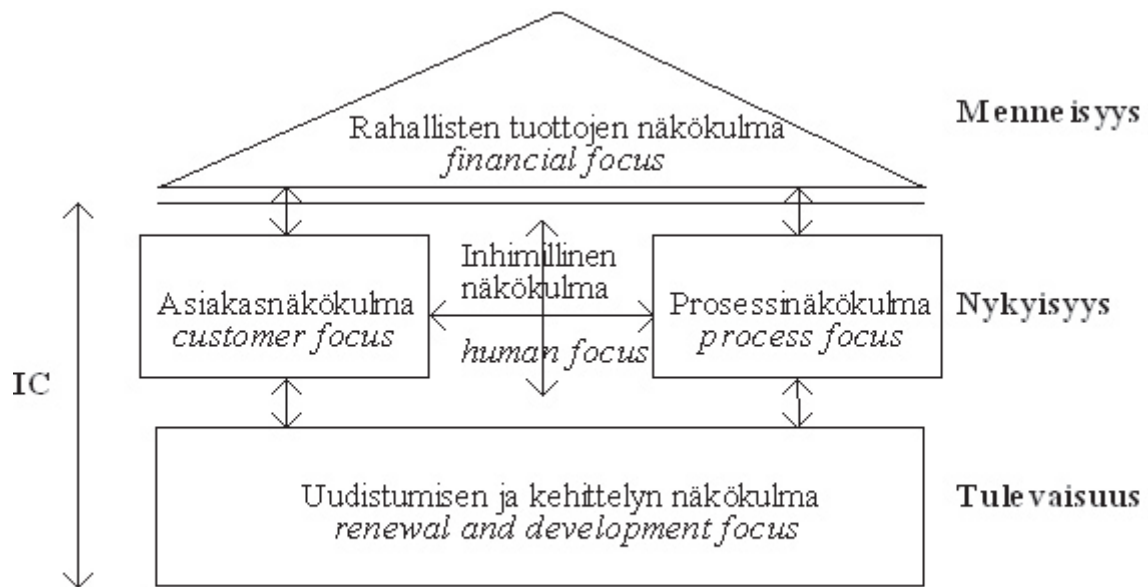 Menneisyys
Rahallisten tuottojen näkökulma
financial focus
Inhimillinen
näkökulma
Asiakasnäkökulma
customer focus
human focus
Prosessinäkökulma
process focus
Nykyisyys
IC
Uudistumisen ja kehittelyn näkökulma
renewal and development focus
Tulevaisuus